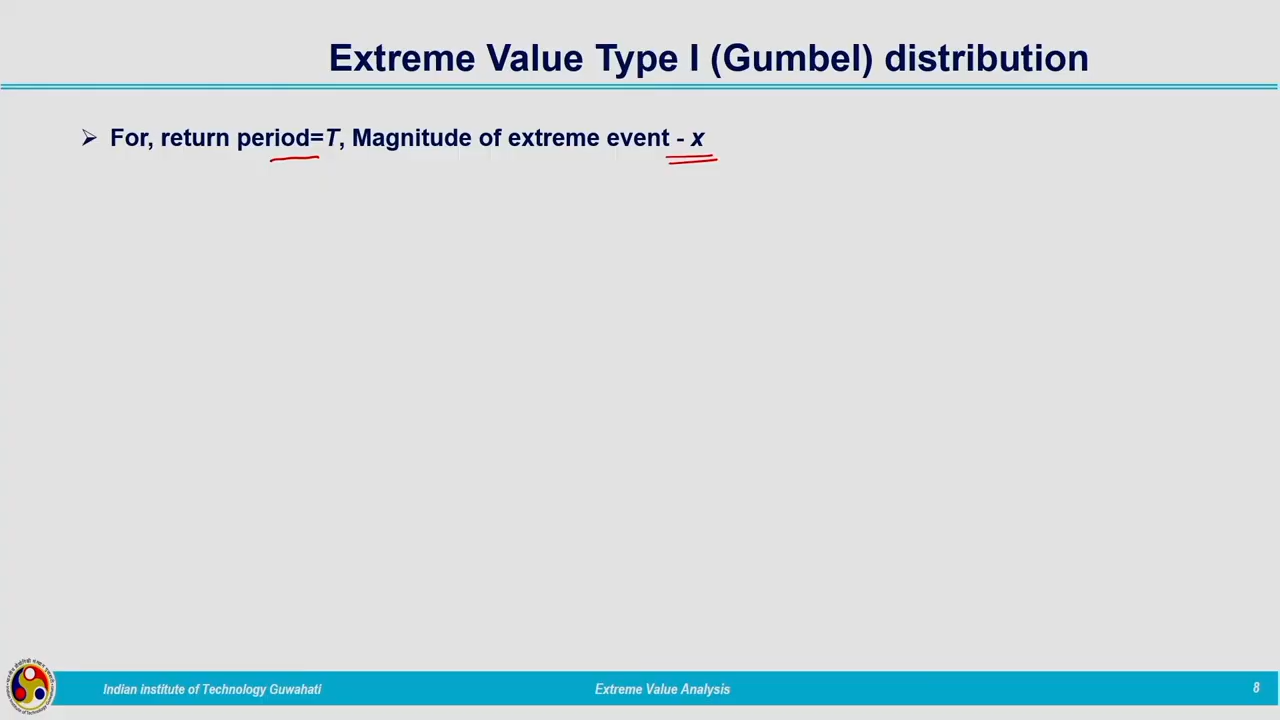 Extreme Value Type I (Gumbel) distribution
➢ For, return period=T, Magnitude of extreme event - x
Indian institute of Technology Guwahati
Extreme Value Analysis
8